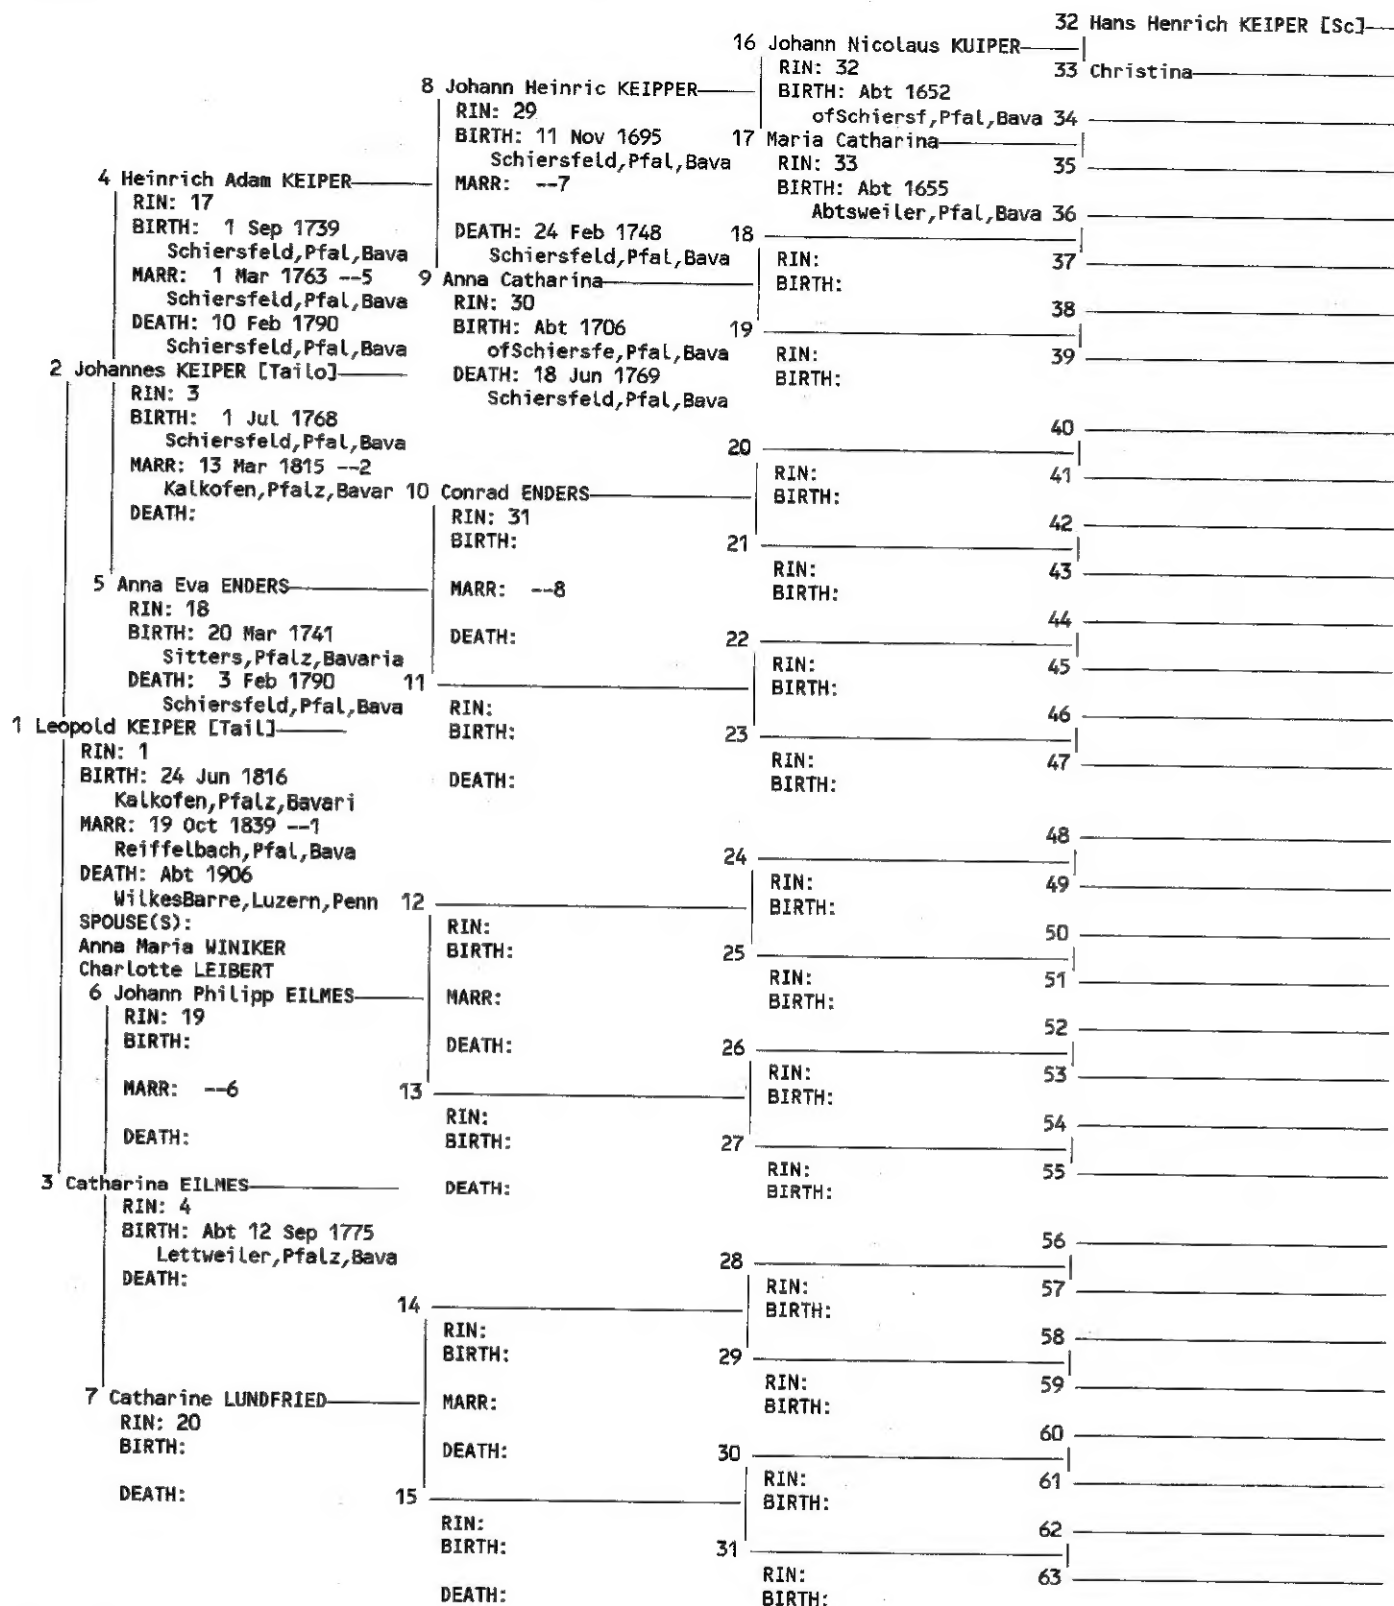 32 Hans Henrich KEIPER [Sc]
16 Johann Nicolaus KUIPER
RIN: 32
33 Christina
8 Johann Heinric KEIPPER
BIRTH: Abt 1652
RIN: 29
ofSchiersf,Pfal,Bava
34
BIRTH: 11 Nov 1695
17 Maria Catharina
Schiersfeld,Pfal,Bava
RIN: 33
35
4 Heinrich Adam KEIPER
MARR: --7
BIRTH: Abt 1655
RIN: 17
Abtsweiler,Pfal,Bava
36
BIRTH: 1 Sep 1739
DEATH: 24 Feb 1748
18
Schiersfeld,Pfal,Bava
Schiersfeld,Pfal,Bava
RIN:
37
MARR: 1 Mar 1763 --5
9 Anna Catharina
BIRTH:
Schiersfeld,Pfal,Bava
RIN: 30
38
DEATH: 10 Feb 1790
BIRTH: Abt 1706
19
Schiersfeld,Pfal,Bava
ofSchiersfe,Pfal,Bava
RIN:
39
2 Johannes KEIPER [Tailo]
DEATH: 18 Jun 1769
BIRTH:
RIN: 3
Schiersfeld,Pfal,Bava
BIRTH: 1 Jul 1768
Schiersfeld,Pfal,Bava
40
MARR: 13 Mar 1815 --2
20
Kalkofen,Pfalz,Bavar
RIN:
41
10 Conrad ENDERS
BIRTH:
DEATH:
RIN: 31
42
BIRTH:
21
RIN:
43
5 Anna Eva ENDERS
MARR: --8
BIRTH:
RIN: 18
44
BIRTH: 20 Mar 1741
DEATH:
22
Sitters,Pfalz,Bavaria
RIN:
45
DEATH: 3 Feb 1790
11
BIRTH:
Schiersfeld,Pfal,Bava
RIN:
46
1 Leopold KEIPER [Tail]
BIRTH:
23
RIN: 1
RIN:
47
BIRTH: 24 Jun 1816
DEATH:
BIRTH:
Kalkofen,Pfalz,Bavari
MARR: 19 Oct 1839 --1
48
Reiffelbach,Pfal,Bava
24
DEATH: Abt 1906
RIN:
49
WilkesBarre,Luzern,Penn
12
BIRTH:
SPOUSE(S):
RIN:
50
Anna Maria WINIKER
BIRTH:
25
Charlotte LEIBERT
RIN:
51
6 Johann Philipp EILMES
MARR:
BIRTH:
RIN: 19
52
BIRTH:
DEATH:
26
RIN:
53
MARR: --6
13
BIRTH:
RIN:
54
DEATH:
BIRTH:
27
RIN:
55
3 Catharina EILMES
DEATH:
BIRTH:
RIN: 4
BIRTH: Abt 12 Sep 1775
56
Lettweiler,Pfalz,Bava
28
DEATH:
RIN:
57
14
BIRTH:
RIN:
58
BIRTH:
29
RIN:
59
7 Catharine LUNDFRIED
MARR:
BIRTH:
RIN: 20
60
BIRTH:
DEATH:
30
RIN:
61
DEATH:
15
BIRTH:
RIN:
62
BIRTH:
31
RIN:
63
DEATH:
BIRTH: